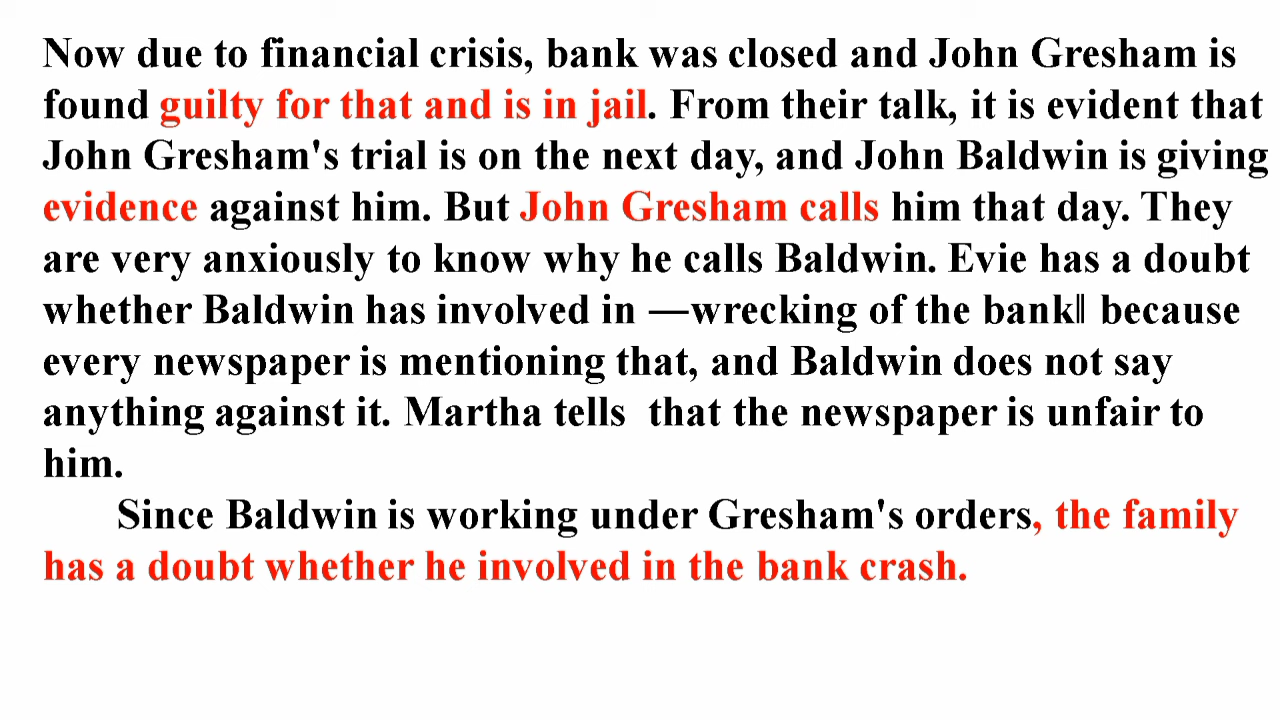 Now due to financial crisis, bank was closed and John Gresham is
found guilty for that and is in jail. From their talk, it is evident that
John Gresham's trial is on the next day, and John Baldwin is giving
evidence against him. But John Gresham calls him that day. They
are very anxiously to know why he calls Baldwin. Evie has a doubt
whether Baldwin has involved in ―wrecking of the bank‖ because
every newspaper is mentioning that, and Baldwin does not say
anything against it. Martha tells  that the newspaper is unfair to
him.
Since Baldwin is working under Gresham's orders, the family
has a doubt whether he involved in the bank crash.